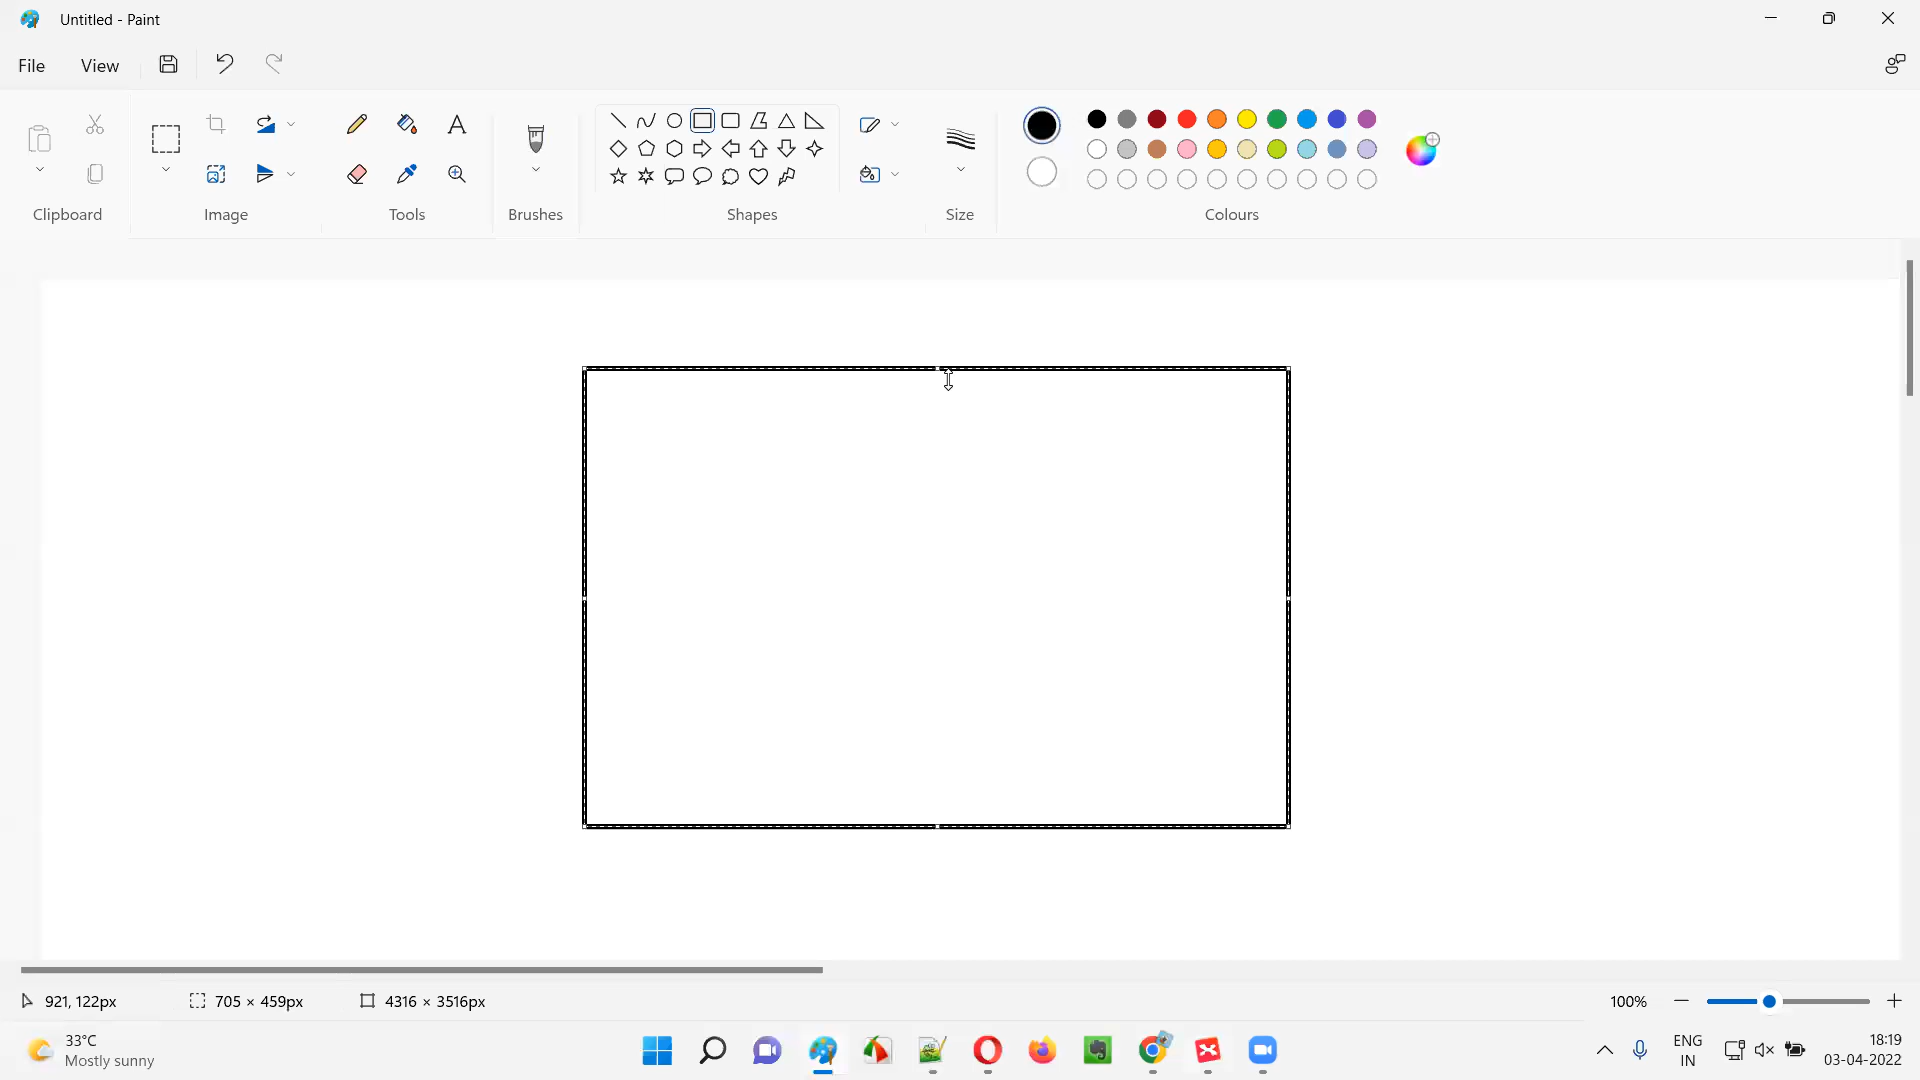 Untitled - Paint
File View
Clipboard
Image
Tools
Brushes
Shapes
Size
Colours
921, 122px
705 × 459px
4316 × 3516px
100%
33°C
Mostly sunny
ENG
IN
18:19
03-04-2022